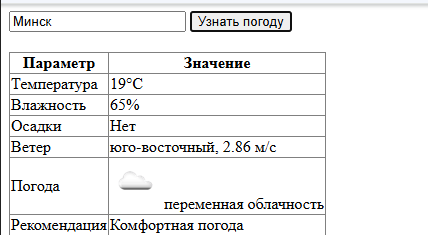 Минск Узнать погоду
Параметр Значение
Температура 19°C
Влажность 65%
Осадки Нет
Ветер юго-восточный, 2.86 м/с
Погода переменная облачность
Рекомендация Комфортная погода